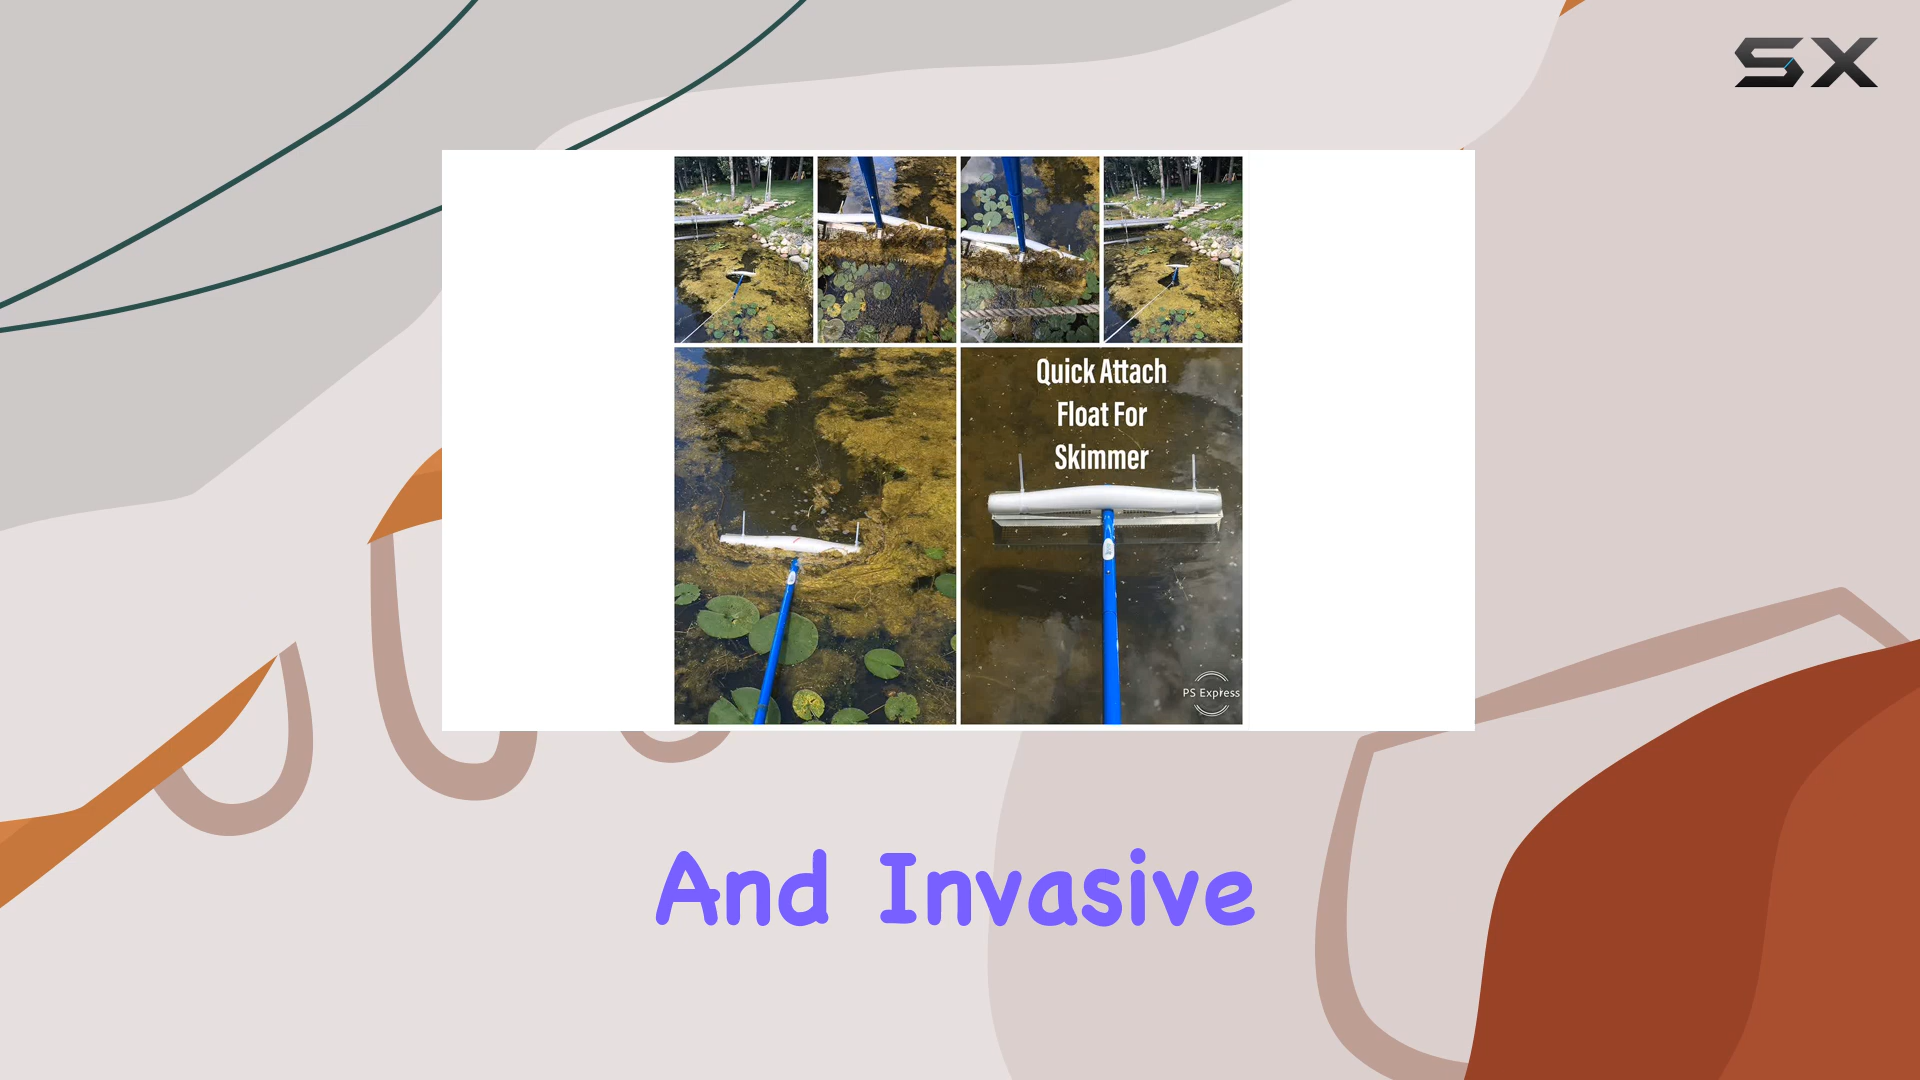 SX
Quick Attach
Float For
Skimmer
PS Express
And Invasive